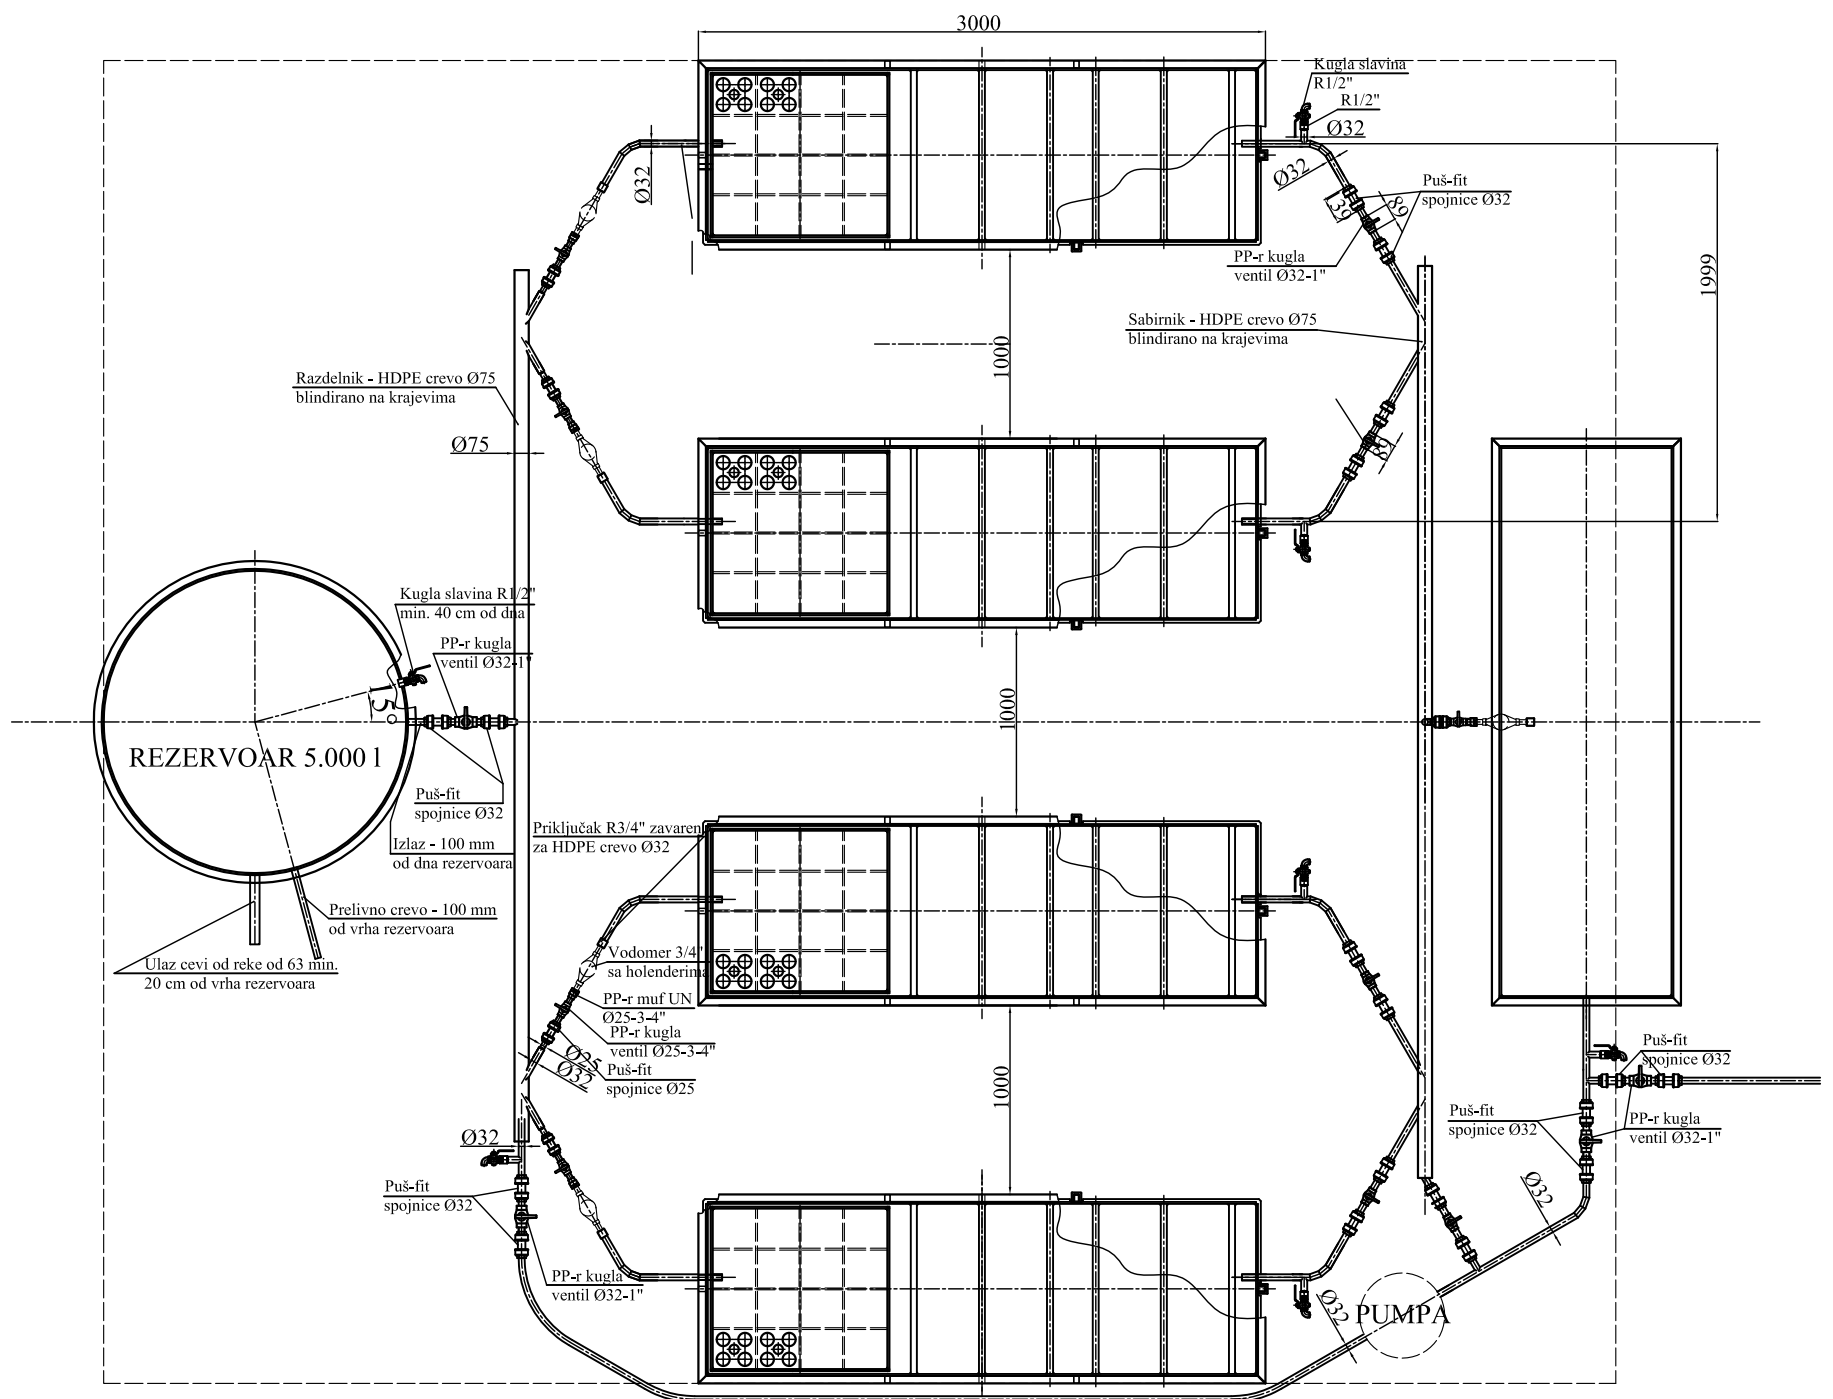 3000
Kugla slavina
R1/2"
R1/2"
Ø32
Ø32
Ø32
Ø32
Puš-fit
spojnice Ø32
139
89
PP-r kugla
ventil Ø32-1"
1999
Sabirnik - HDPE crevo Ø75
blindirano na krajevima
1000
Razdelnik - HDPE crevo Ø75
blindirano na krajevima
Ø75
89
Kugla slavina R1/2"
min. 40 cm od dna
PP-r kugla
ventil Ø32-1"
15°
1000
REZERVOAR 5.000 l
Puš-fit
spojnice Ø32
Priključak R3/4" zavaren
za HDPE crevo Ø32
Izlaz - 100 mm
od dna rezervoara
Prelivno crevo - 100 mm
od vrha rezervoara
Ulaz cevi od reke od 63 min.
20 cm od vrha rezervoara
Vodomer 3/4"
sa holenderima
PP-r muf UN
Ø25-3-4"
PP-r kugla
ventil Ø25-3-4"
Ø25
Ø32
Puš-fit
spojnice Ø25
1000
Puš-fit
spojnice Ø32
Puš-fit
spojnice Ø32
PP-r kugla
ventil Ø32-1"
Ø32
Puš-fit
spojnice Ø32
Ø32
PP-r kugla
ventil Ø32-1"
Ø32
PUMPA